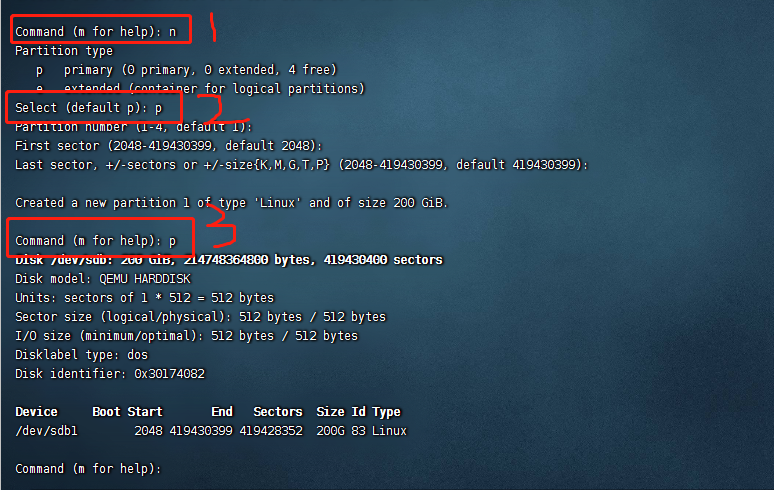 Command (m for help): n
1
Partition type
p primary (0 primary, 0 extended, 4 free)
e extended (container for logical partitions)
Select (default p): p
2
Partition number (1-4, default 1):
First sector (2048-419430399, default 2048):
Last sector, +/-sectors or +/-size{K,M,G,T,P} (2048-419430399, default 419430399):
Created a new partition 1 of type 'Linux' and of size 200 GiB.
3
Command (m for help): p
Disk /dev/sdb: 200 GiB, 214748364800 bytes, 419430400 sectors
Disk model: QEMU HARDDISK
Units: sectors of 1 * 512 = 512 bytes
Sector size (logical/physical): 512 bytes / 512 bytes
I/O size (minimum/optimal): 512 bytes / 512 bytes
Disklabel type: dos
Disk identifier: 0x30174082
Device Boot Start End Sectors Size Id Type
/dev/sdb1 2048 419430399 419428352 200G 83 Linux
Command (m for help):